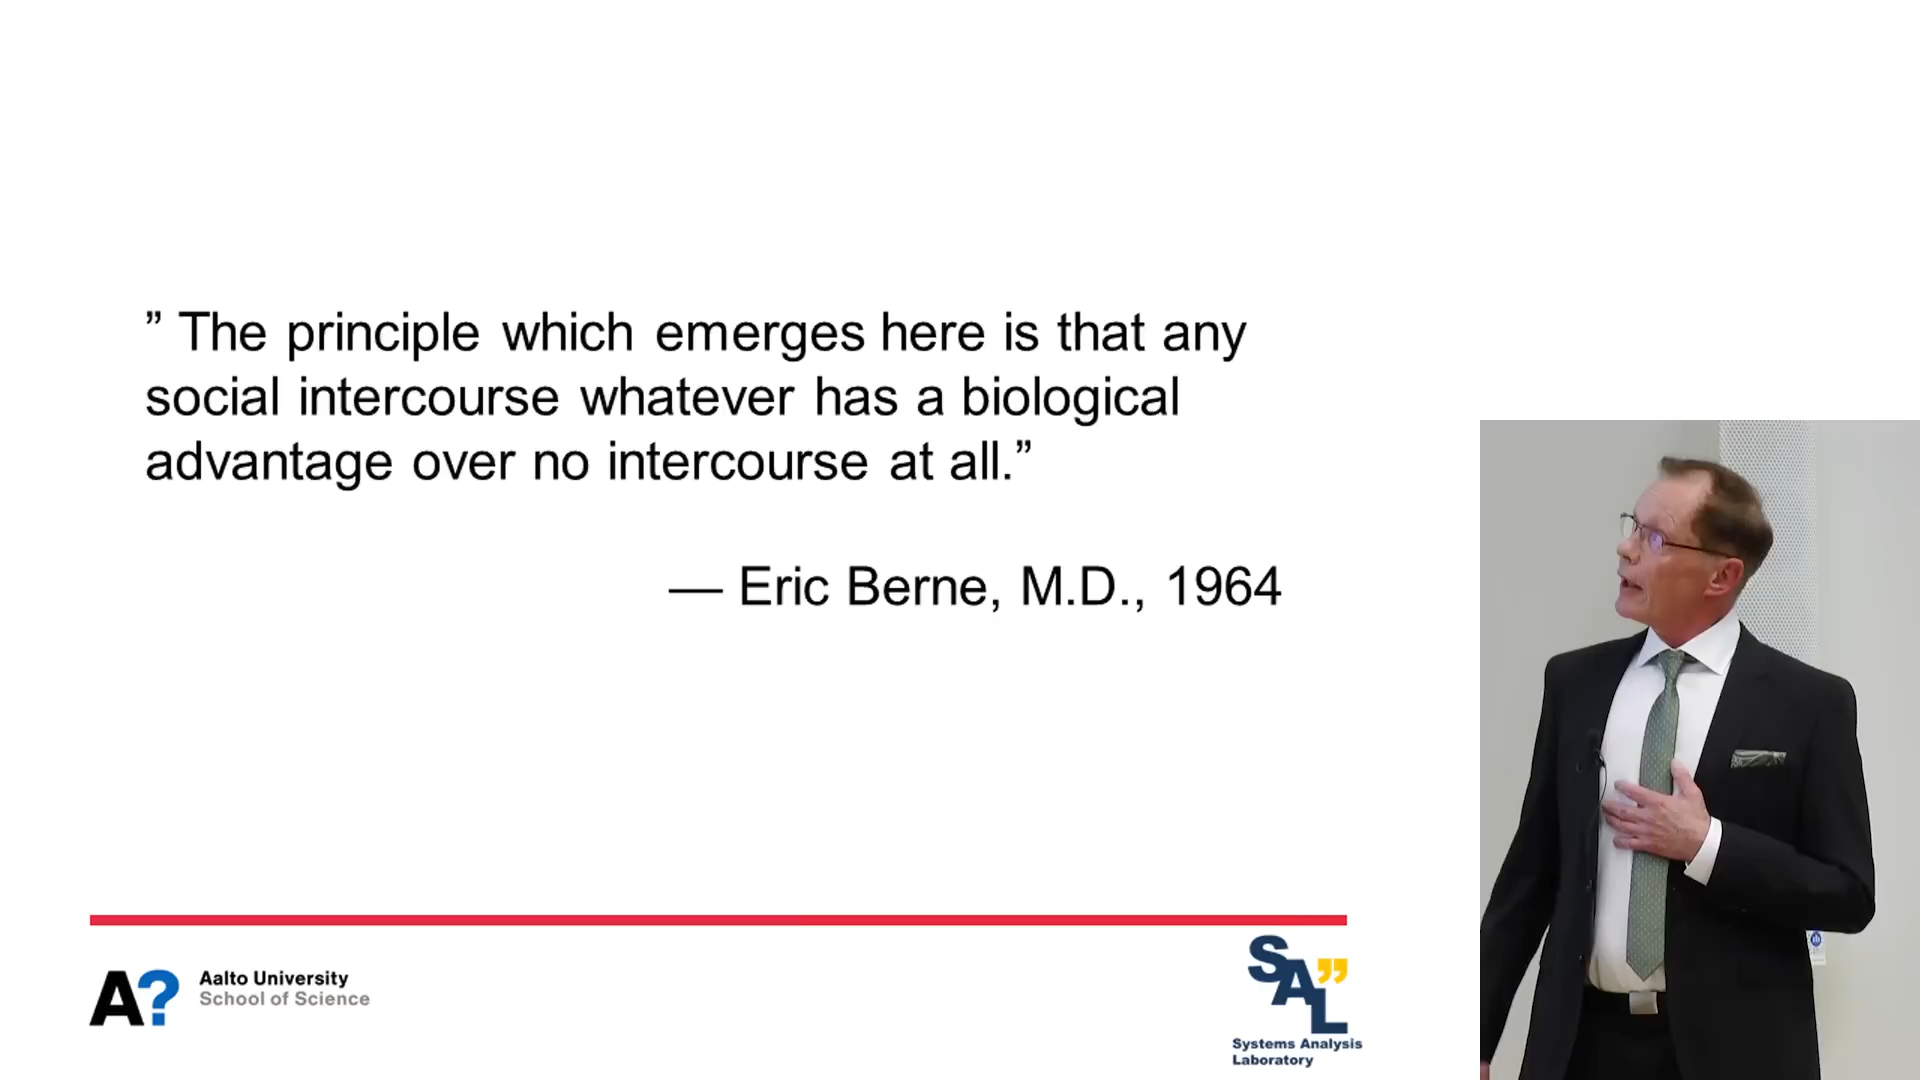 ” The principle which emerges here is that any
social intercourse whatever has a biological
advantage over no intercourse at all.”
— Eric Berne, M.D., 1964
A?
Aalto University
School of Science
SAL
Systems Analysis
Laboratory